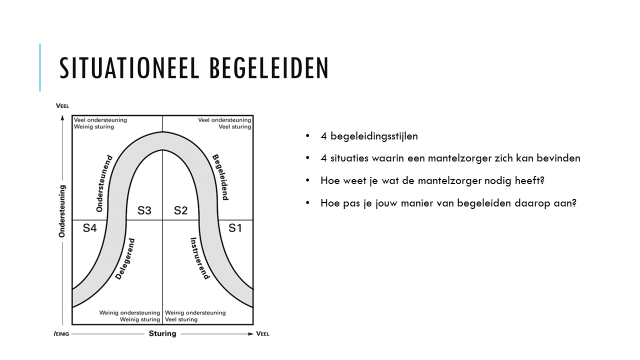 SITUATIONEEL BEGELEIDEN
VEEL
Veel ondersteuning
Weinig sturing
Veel ondersteuning
Veel sturing
Ondersteunend
Begeleidend
Ondersteuning
S4
S3
S2
S1
Delegerend
Instruerend
Weinig ondersteuning
Weinig sturing
Weinig ondersteuning
Veel sturing
/EINIG
Sturing
VEEL
• 4 begeleidingsstijlen
• 4 situaties waarin een mantelzorger zich kan bevinden
• Hoe weet je wat de mantelzorger nodig heeft?
• Hoe pas je jouw manier van begeleiden daarop aan?